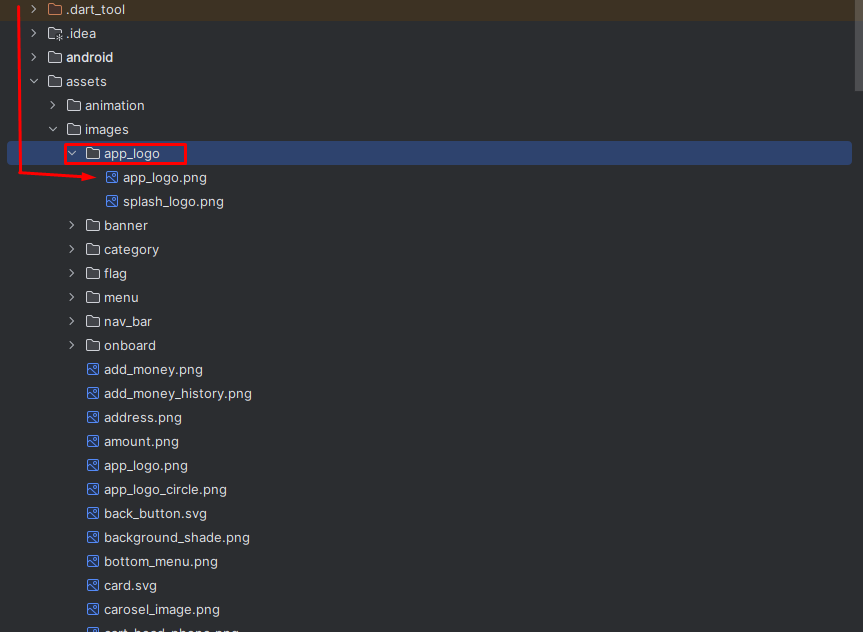 .dart_tool
.idea
android
assets
animation
images
app_logo
app_logo.png
splash_logo.png
banner
category
flag
menu
nav_bar
onboard
add_money.png
add_money_history.png
address.png
amount.png
app_logo.png
app_logo_circle.png
back_button.svg
background_shade.png
bottom_menu.png
card.svg
carosel_image.png